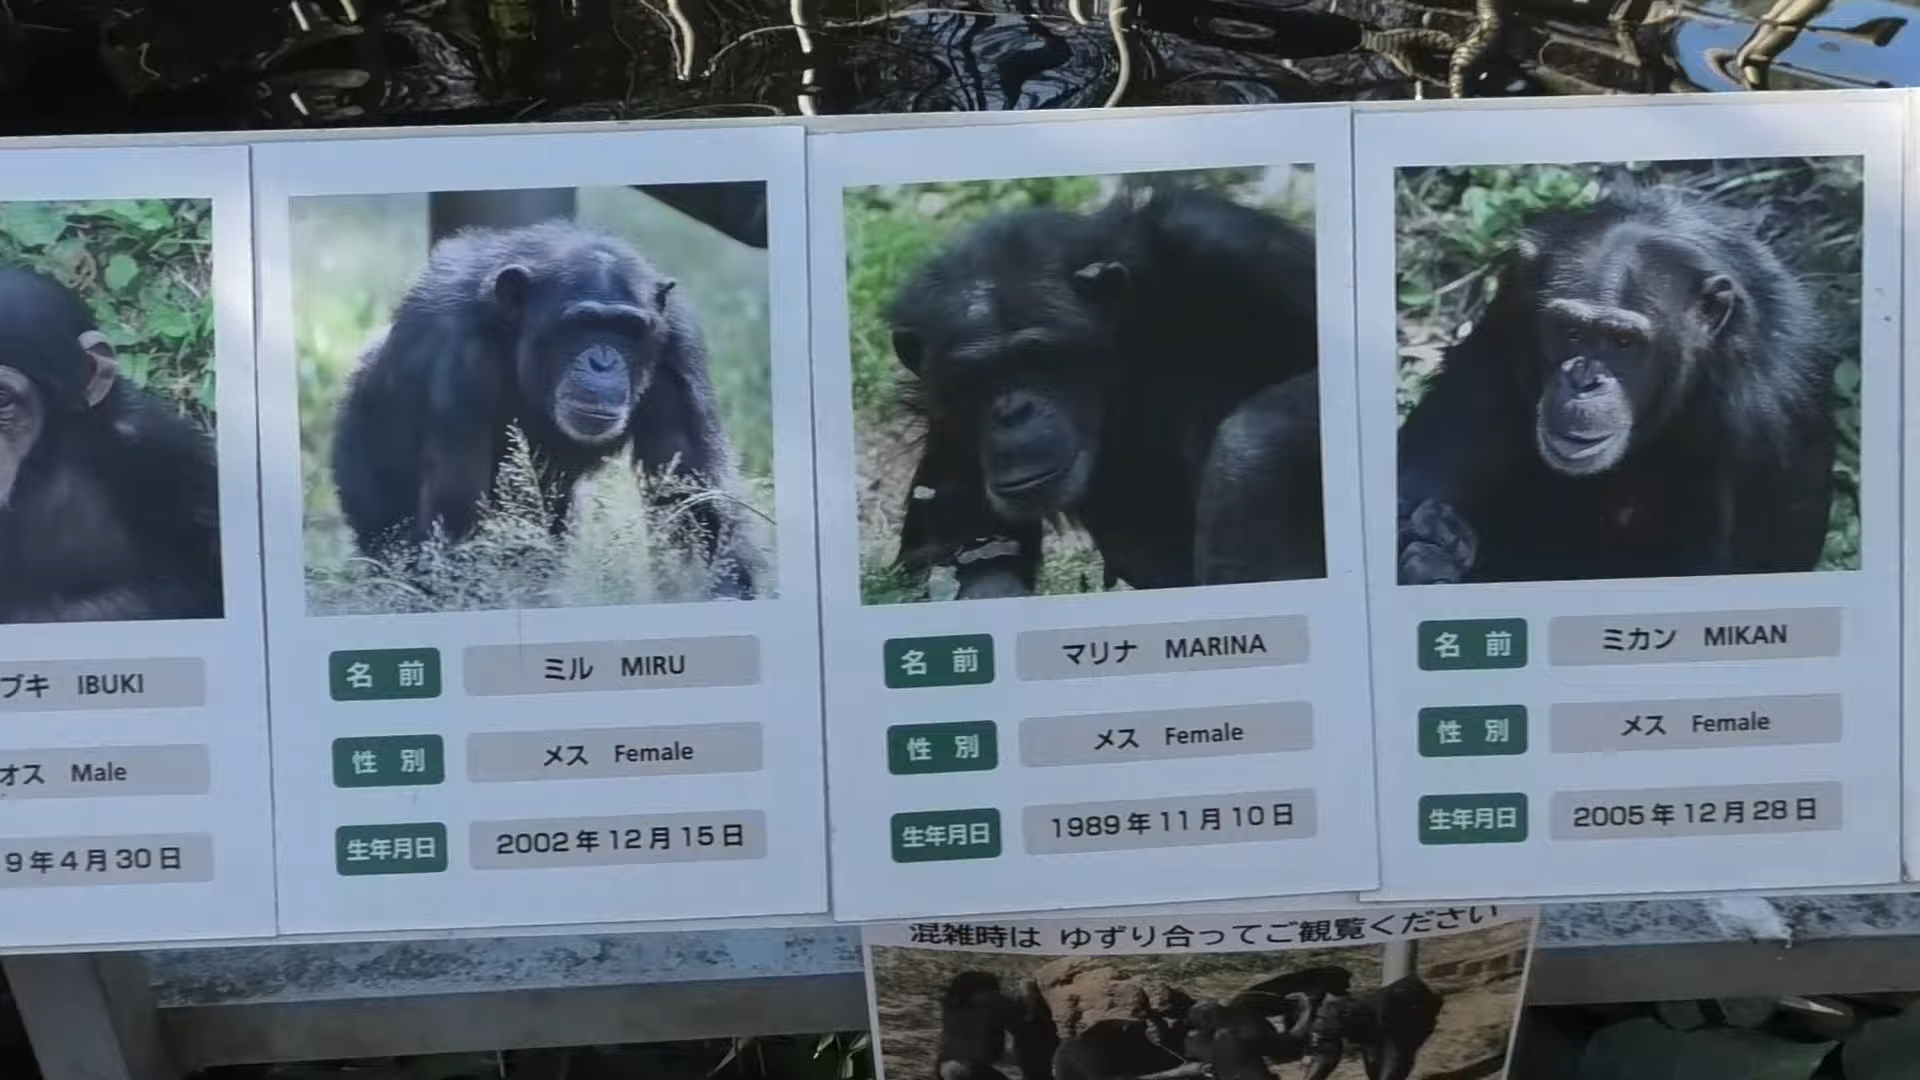 ブキ IBUKI
オス Male
9年4月30日
名前 ミル MIRU
性別 メス Female
生年月日 2002年12月15日
名前 マリナ MARINA
性別 メス Female
生年月日 1989年11月10日
名前 ミカン MIKAN
性別 メス Female
生年月日 2005年12月28日
混雑時は ゆずり合ってご観覧ください